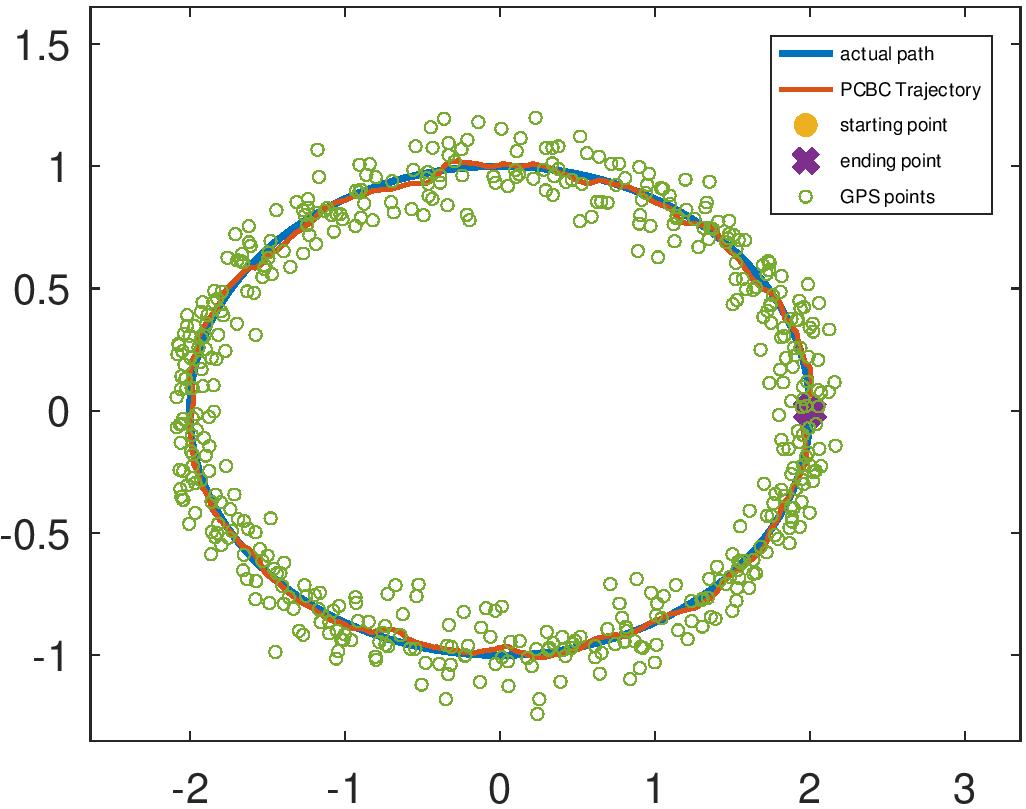 1.5
1
0.5
0
-0.5
-1
-2 -1 0 1 2 3
actual path
PCBC Trajectory
starting point
ending point
GPS points